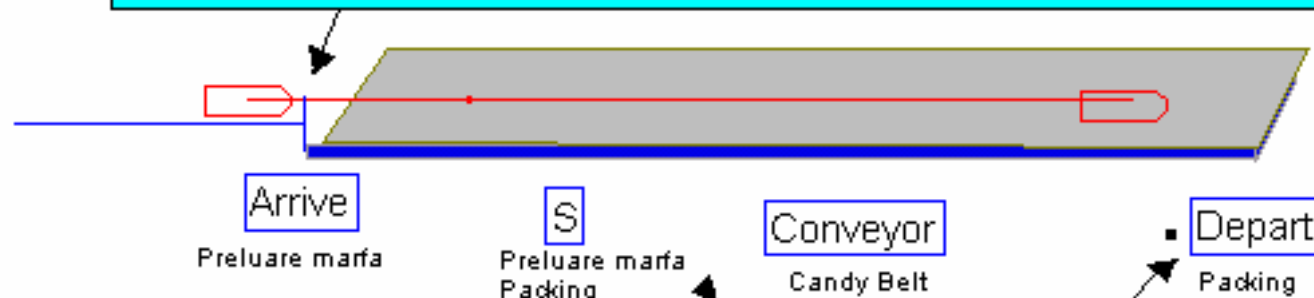 Arrive
Preluare marfa
S
Preluare marfa
Packing
Conveyor
Candy Belt
Depart
Packing